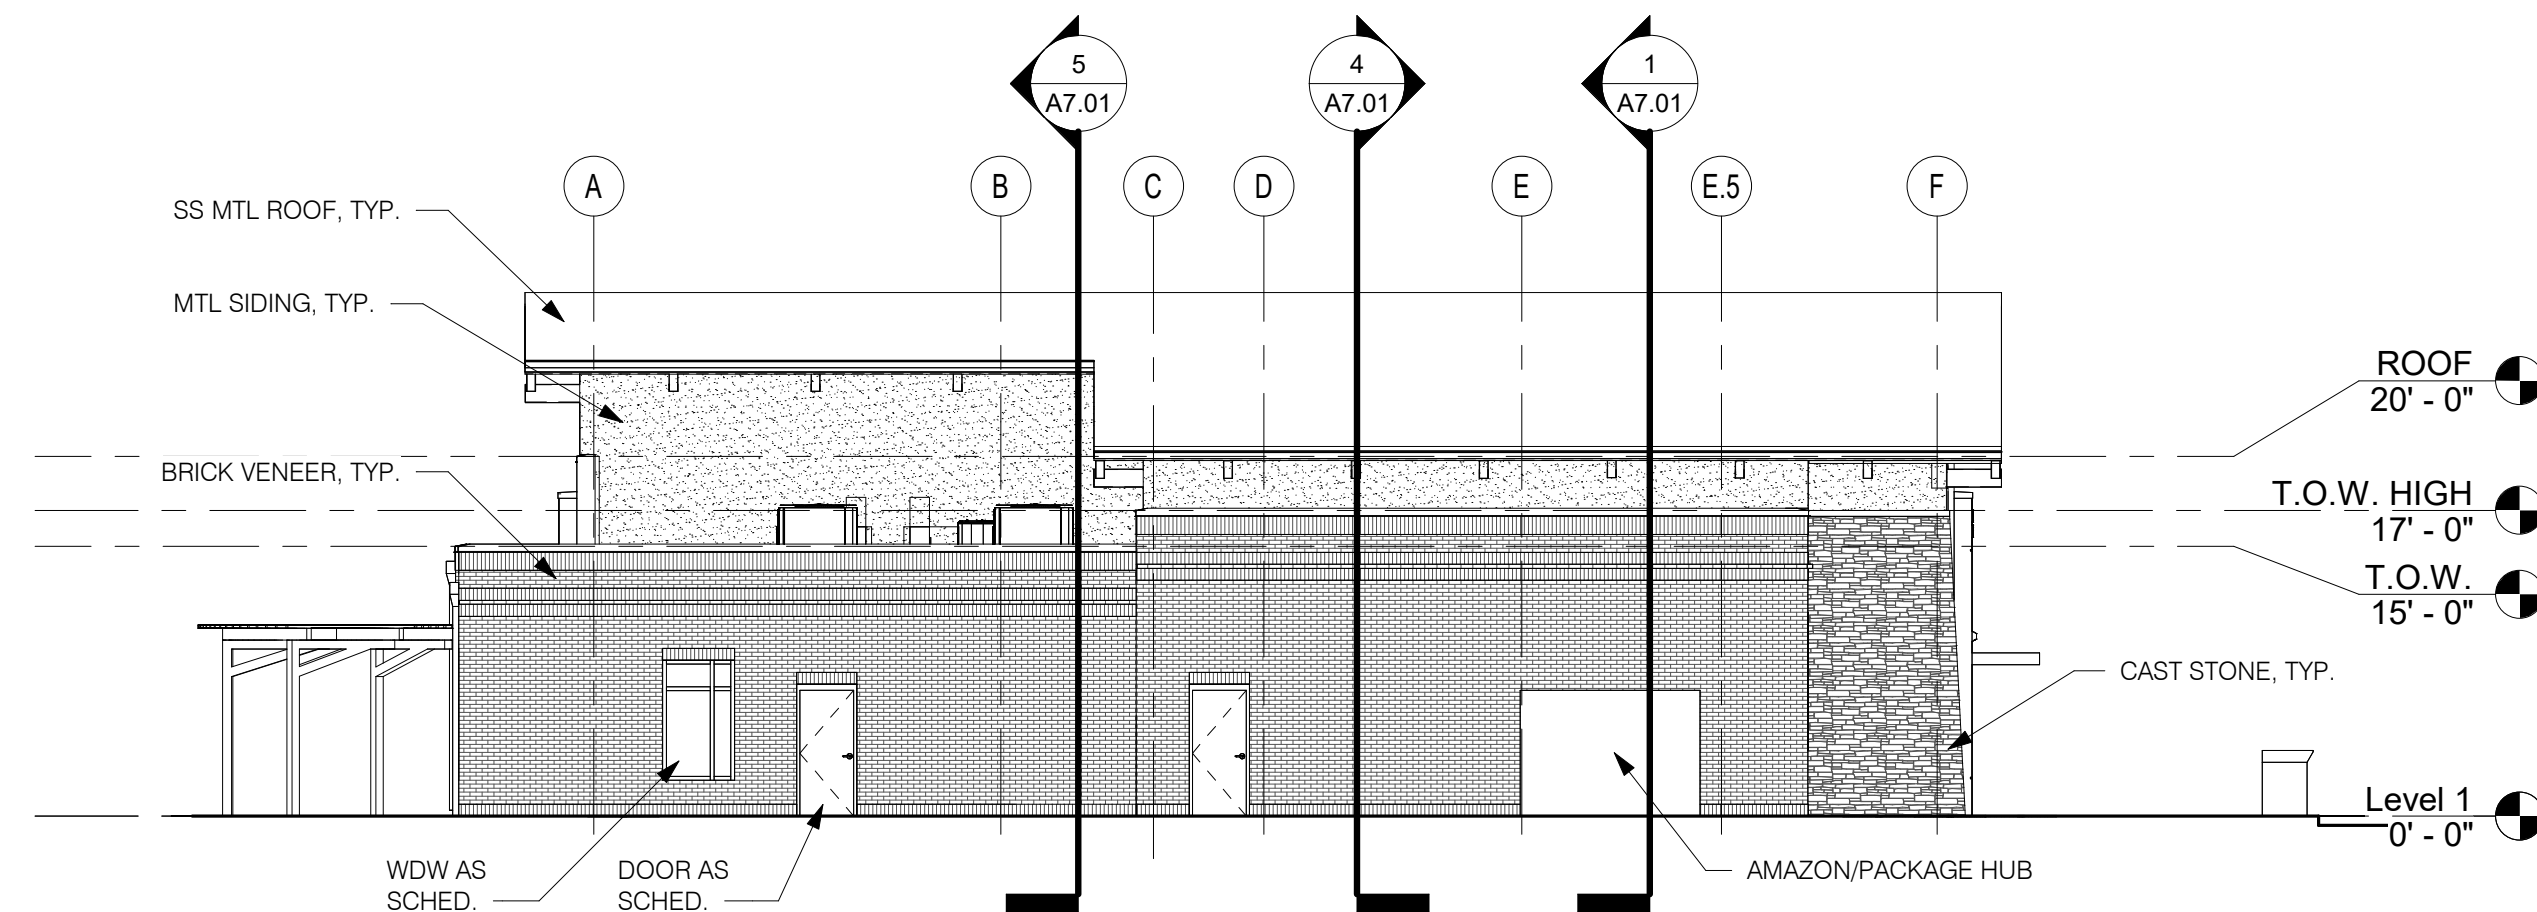 5
A7.01
4
A7.01
1
A7.01
A
B
C
D
E
E.5
F
SS MTL ROOF, TYP.
MTL SIDING, TYP.
BRICK VENEER, TYP.
ROOF
20' - 0"
T.O.W. HIGH
17' - 0"
T.O.W.
15' - 0"
CAST STONE, TYP.
Level 1
0' - 0"
WDW AS
SCHED.
DOOR AS
SCHED.
AMAZON/PACKAGE HUB